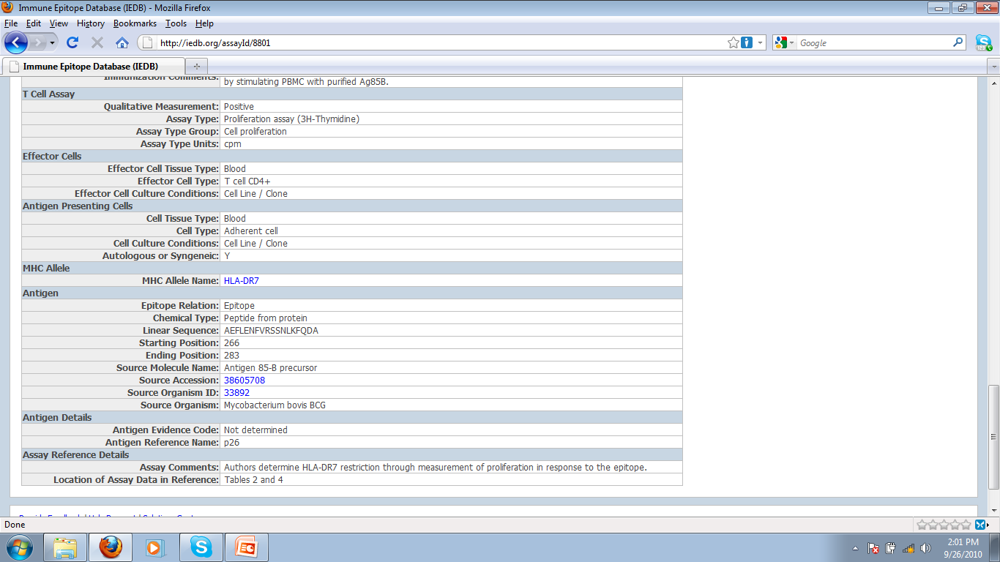 Immune Epitope Database (IEDB) - Mozilla Firefox
File Edit View History Bookmarks Tools Help
http://iedb.org/assayId/8801
Google
Immune Epitope Database (IEDB)
Immunization Comments: by stimulating PBMC with purified Ag85B.
T Cell Assay
Qualitative Measurement: Positive
Assay Type: Proliferation assay (3H-Thymidine)
Assay Type Group: Cell proliferation
Assay Type Units: cpm
Effector Cells
Effector Cell Tissue Type: Blood
Effector Cell Type: T cell CD4+
Effector Cell Culture Conditions: Cell Line / Clone
Antigen Presenting Cells
Cell Tissue Type: Blood
Cell Type: Adherent cell
Cell Culture Conditions: Cell Line / Clone
Autologous or Syngeneic: Y
MHC Allele
MHC Allele Name: HLA-DR7
Antigen
Epitope Relation: Epitope
Chemical Type: Peptide from protein
Linear Sequence: AEFLENFVRSSNLKFQDA
Starting Position: 266
Ending Position: 283
Source Molecule Name: Antigen 85-B precursor
Source Accession: 38605708
Source Organism ID: 33892
Source Organism: Mycobacterium bovis BCG
Antigen Details
Antigen Evidence Code: Not determined
Antigen Reference Name: p26
Assay Reference Details
Assay Comments: Authors determine HLA-DR7 restriction through measurement of proliferation in response to the epitope.
Location of Assay Data in Reference: Tables 2 and 4
Done
2:01 PM
9/26/2010